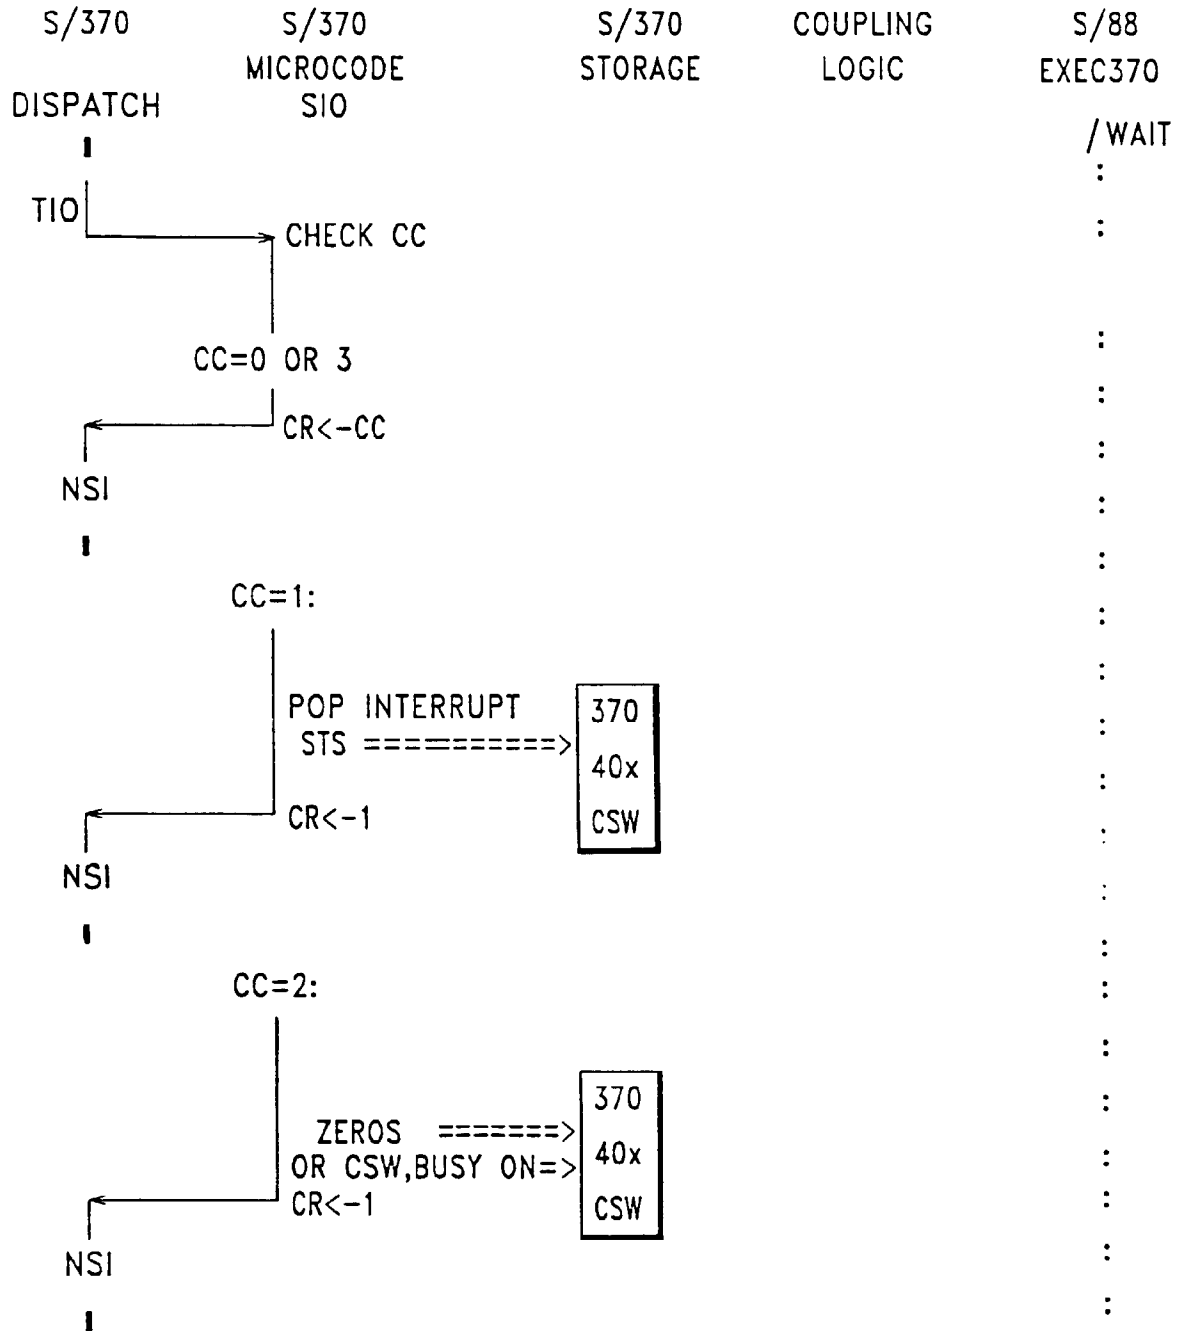 S/370 S/370 S/370 COUPLING S/88
MICROCODE STORAGE LOGIC EXEC370
DISPATCH SIO
/WAIT
TIO
CHECK CC
CC=0 OR 3
CR<-CC
NSI
CC=1:
POP INTERRUPT 370
STS ===========>
40x
CR<-1 CSW
NSI
CC=2:
370
ZEROS =======>
OR CSW,BUSY ON=> 40x
CR<-1 CSW
NSI